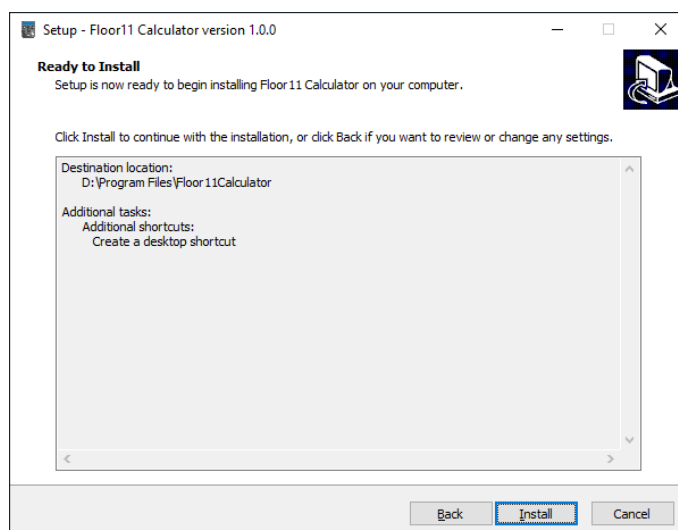 Setup - Floor11 Calculator version 1.0.0
Ready to Install
Setup is now ready to begin installing Floor11 Calculator on your computer.
Click Install to continue with the installation, or click Back if you want to review or change any settings.
Destination location:
D:\Program Files\Floor11Calculator
Additional tasks:
Additional shortcuts:
Create a desktop shortcut
Back
Install
Cancel